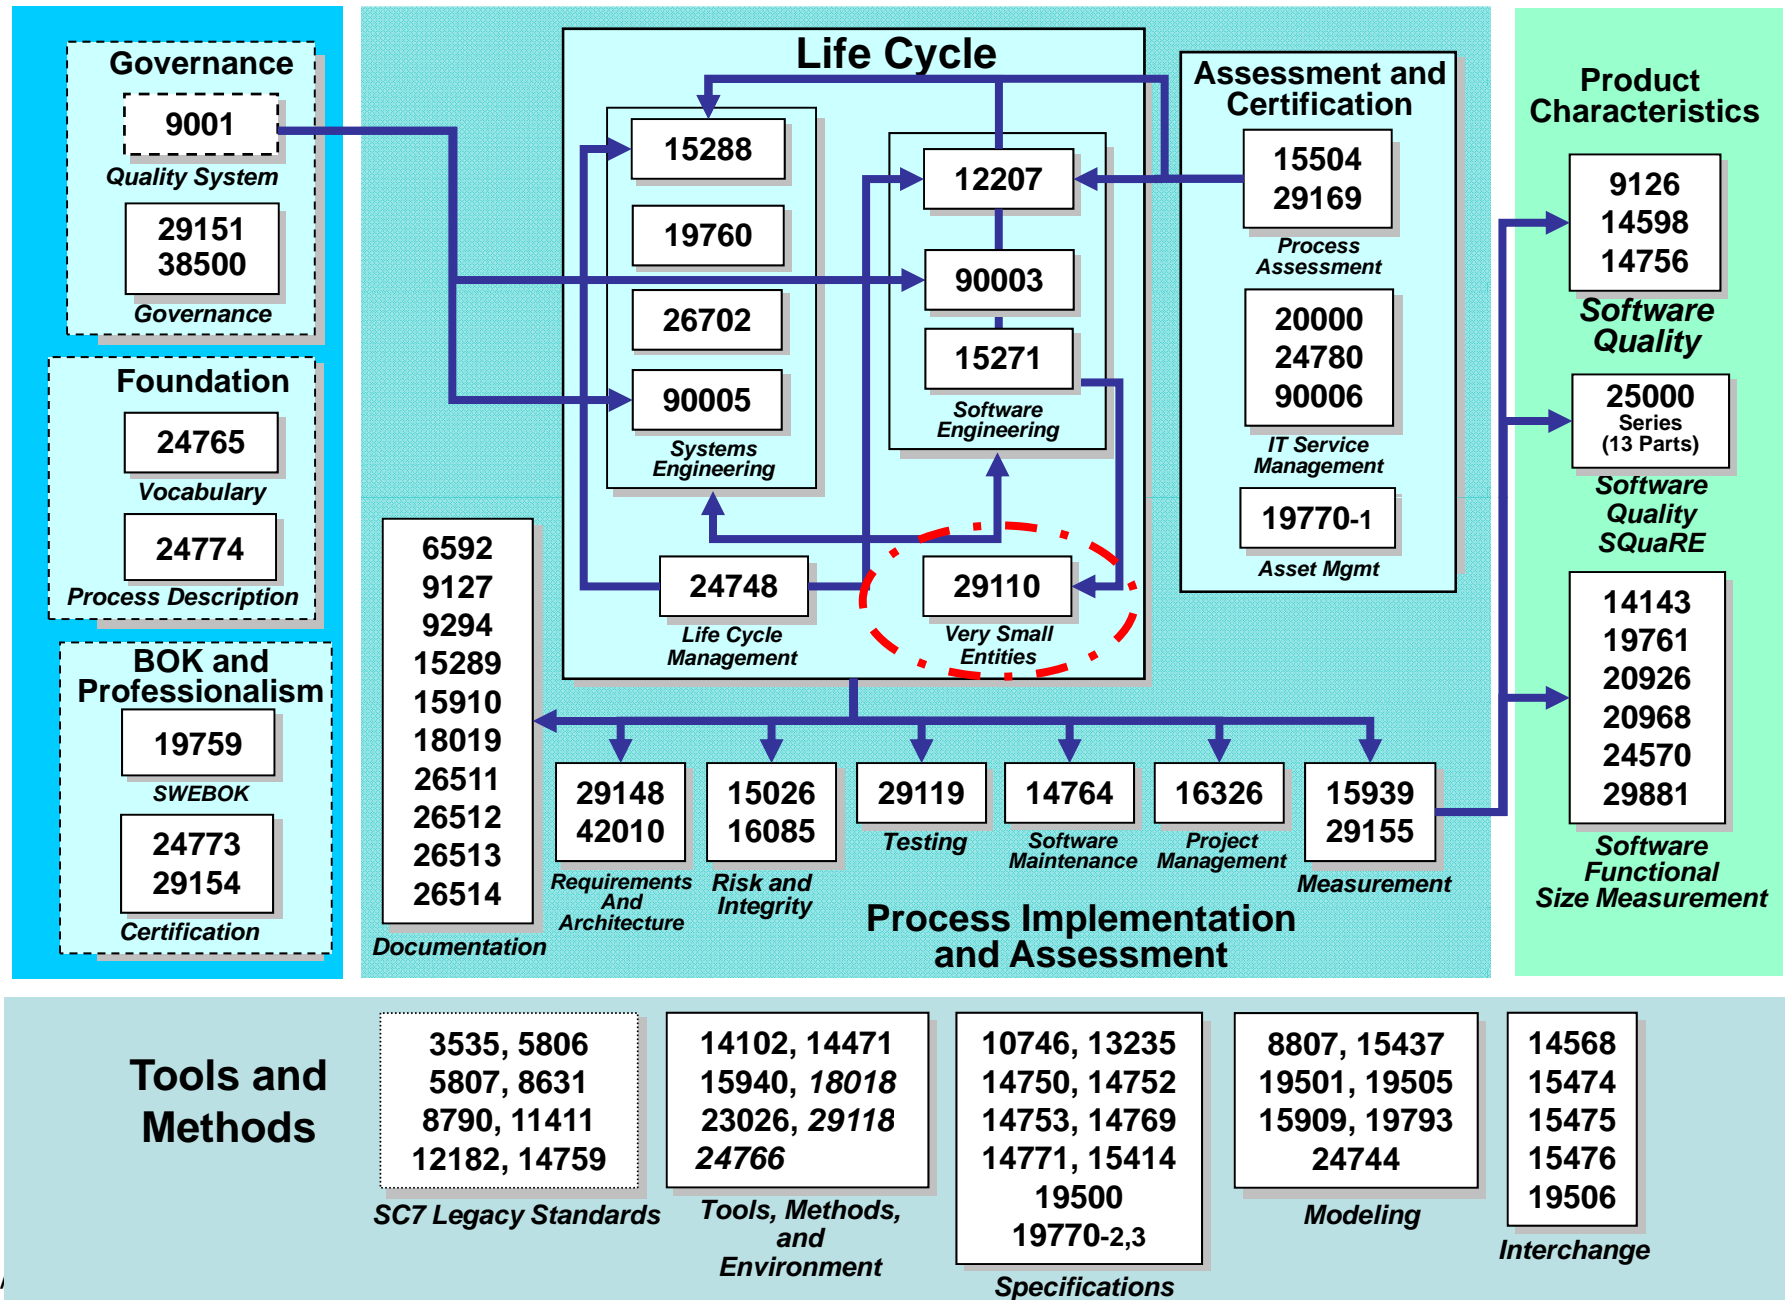 Governance
9001
Quality System
29151
38500
Governance
Foundation
24765
Vocabulary
24774
Process Description
BOK and
Professionalism
19759
SWEBOK
24773
29154
Certification
Life Cycle
15288
19760
26702
90005
Systems
Engineering
12207
90003
15271
Software
Engineering
24748
Life Cycle
Management
29110
Very Small
Entities
Assessment and
Certification
15504
29169
Process
Assessment
20000
24780
90006
IT Service
Management
19770-1
Asset Mgmt
6592
9127
9294
15289
15910
18019
26511
26512
26513
26514
Documentation
29148
42010
Requirements
And
Architecture
15026
16085
Risk and
Integrity
29119
Testing
14764
Software
Maintenance
16326
Project
Management
15939
29155
Measurement
Process Implementation
and Assessment
Product
Characteristics
9126
14598
14756
Software
Quality
25000
Series
(13 Parts)
Software
Quality
SQuaRE
14143
19761
20926
20968
24570
29881
Software
Functional
Size Measurement
Tools and
Methods
3535, 5806
5807, 8631
8790, 11411
12182, 14759
SC7 Legacy Standards
14102, 14471
15940, 18018
23026, 29118
24766
Tools, Methods,
and
Environment
10746, 13235
14750, 14752
14753, 14769
14771, 15414
19500
19770-2,3
Specifications
8807, 15437
19501, 19505
15909, 19793
24744
Modeling
14568
15474
15475
15476
19506
Interchange